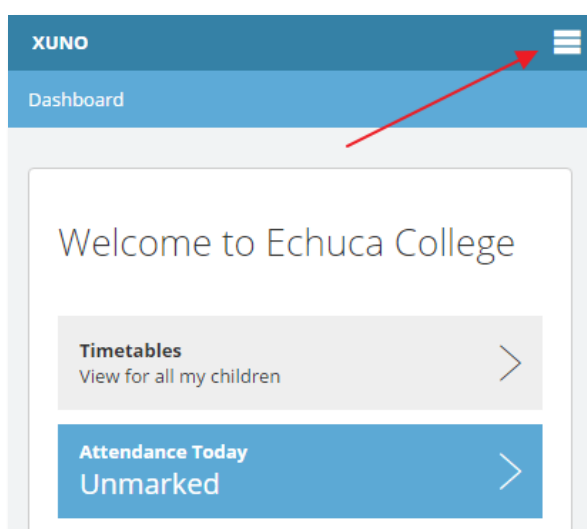 XUNO
Dashboard
Welcome to Echuca College
Timetables
View for all my children
Attendance Today
Unmarked